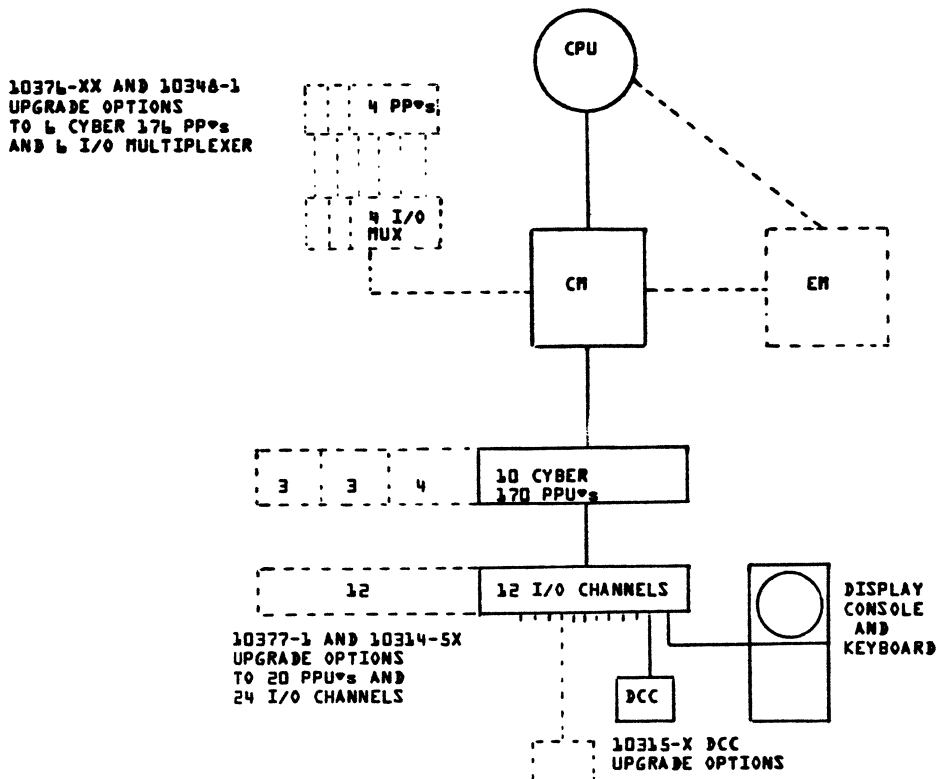 CPU
10376-XX AND 10348-1
UPGRADE OPTIONS
TO 6 CYBER 176 PP♥s
AND 6 I/O MULTIPLEXER
4 PP♥s
4 I/O
MUX
CM
EM
3
3
4
10 CYBER
170 PPU♥s
12
12 I/O CHANNELS
DISPLAY
CONSOLE
AND
KEYBOARD
10377-1 AND 10314-5X
UPGRADE OPTIONS
TO 20 PPU♥s AND
24 I/O CHANNELS
DCC
10315-X DCC
UPGRADE OPTIONS